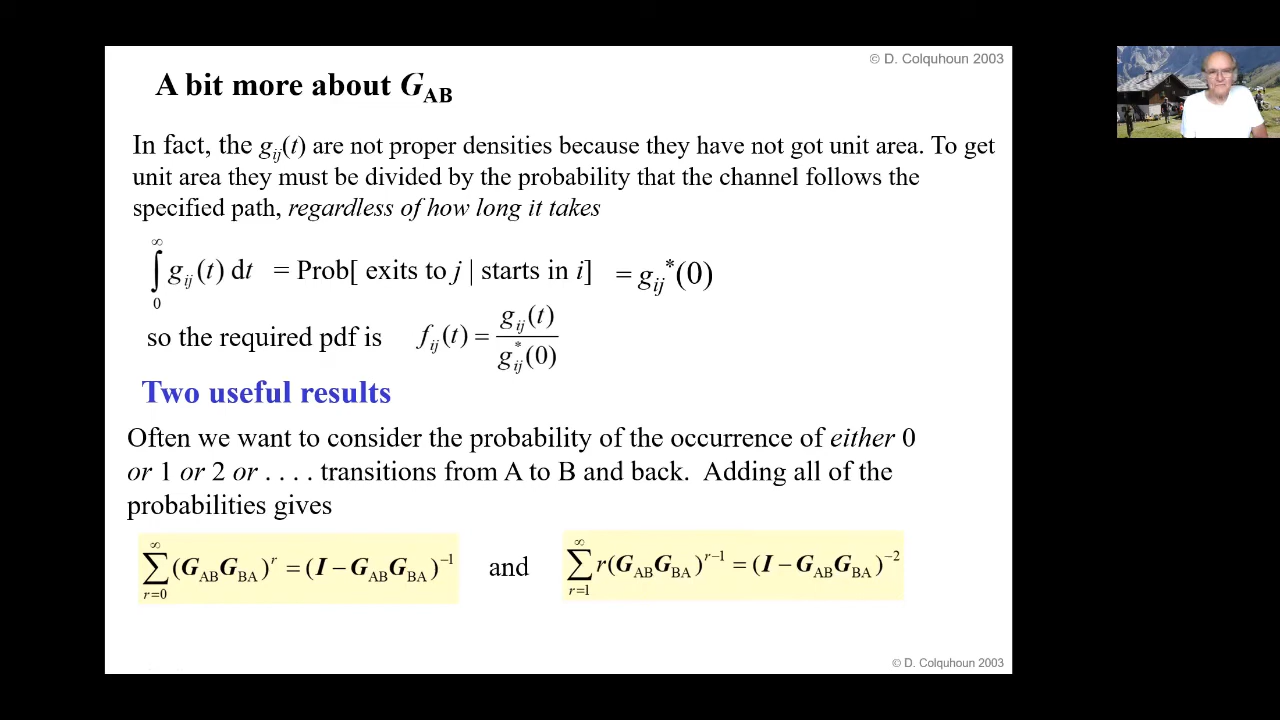 © D. Colquhoun 2003
A bit more about G_AB
In fact, the g_ij(t) are not proper densities because they have not got unit area. To get
unit area they must be divided by the probability that the channel follows the
specified path, regardless of how long it takes
∫_0^∞ g_ij(t) dt = Prob[ exits to j | starts in i] = g_ij*(0)
so the required pdf is f_ij(t) = g_ij(t) / g_ij*(0)
Two useful results
Often we want to consider the probability of the occurrence of either 0
or 1 or 2 or . . . . transitions from A to B and back. Adding all of the
probabilities gives
∑_{r=0}^∞ (G_AB G_BA)^r = (I − G_AB G_BA)^−1 and ∑_{r=1}^∞ r(G_AB G_BA)^{r−1} = (I − G_AB G_BA)^−2
© D. Colquhoun 2003